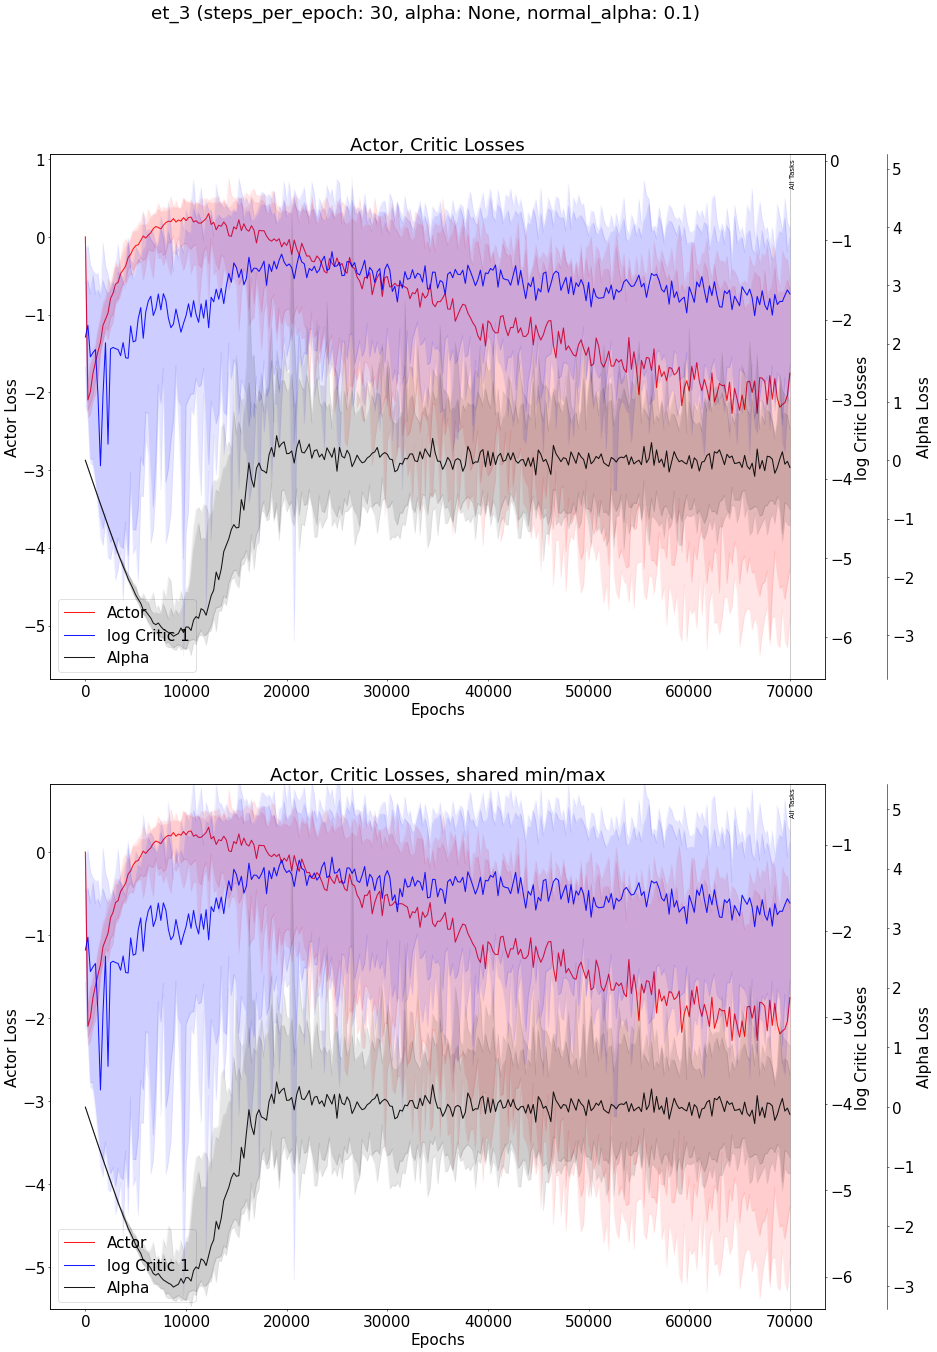 et_3 (steps_per_epoch: 30, alpha: None, normal_alpha: 0.1)
Actor, Critic Losses
1
0
−1
−2
−3
−4
−5
Actor Loss
0
−1
−2
−3
−4
−5
−6
log Critic Losses
5
4
3
2
1
0
−1
−2
−3
Alpha Loss
All Tasks
Actor
log Critic 1
Alpha
0 10000 20000 30000 40000 50000 60000 70000
Epochs
Actor, Critic Losses, shared min/max
0
−1
−2
−3
−4
−5
Actor Loss
−1
−2
−3
−4
−5
−6
log Critic Losses
5
4
3
2
1
0
−1
−2
−3
Alpha Loss
All Tasks
Actor
log Critic 1
Alpha
0 10000 20000 30000 40000 50000 60000 70000
Epochs